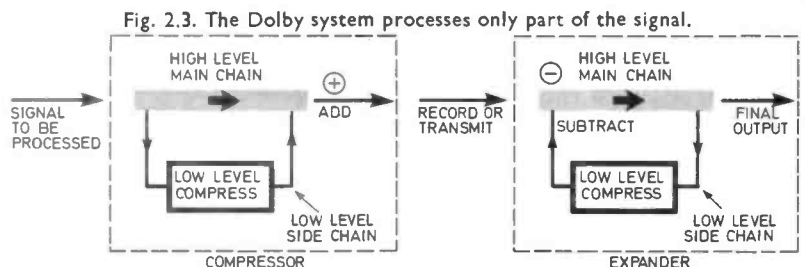 Fig. 2.3. The Dolby system processes only part of the signal.
SIGNAL
TO BE
PROCESSED
HIGH LEVEL
MAIN CHAIN
+
ADD
LOW LEVEL
COMPRESS
LOW LEVEL
SIDE CHAIN
COMPRESSOR
RECORD OR
TRANSMIT
−
HIGH LEVEL
MAIN CHAIN
SUBTRACT
LOW LEVEL
COMPRESS
LOW LEVEL
SIDE CHAIN
FINAL
OUTPUT
EXPANDER